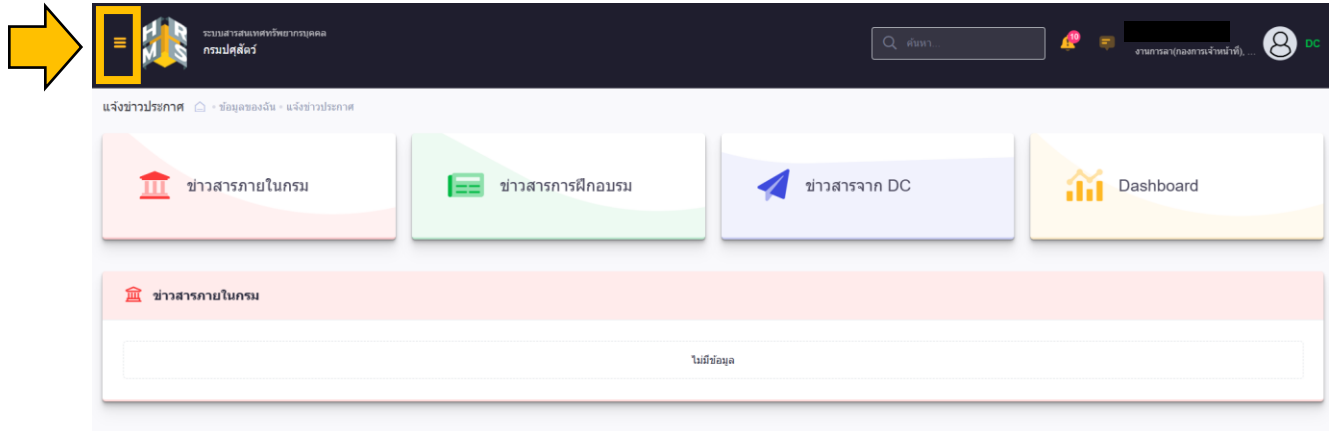 HR
MIS
ระบบสารสนเทศทรัพยากรบุคคล
กรมปศุสัตว์
ค้นหา...
10
งานการลา(กองการเจ้าหน้าที่), ...
DC
แจ้งข่าวประกาศ - ข้อมูลของฉัน - แจ้งข่าวประกาศ
ข่าวสารภายในกรม
ข่าวสารการฝึกอบรม
ข่าวสารจาก DC
Dashboard
ข่าวสารภายในกรม
ไม่มีข้อมูล